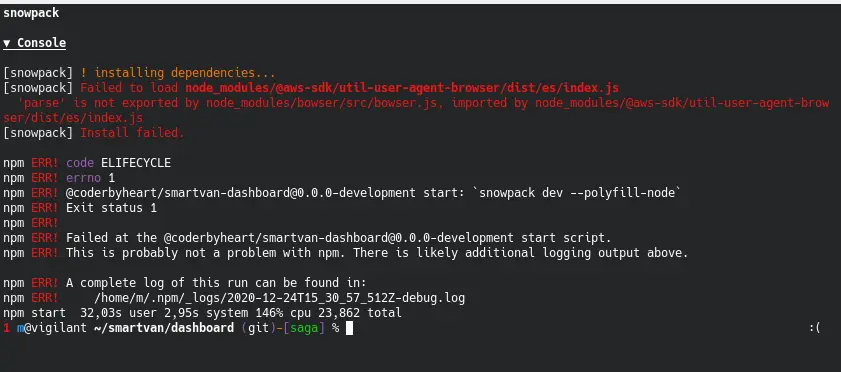 snowpack
▼ Console
[snowpack] ! installing dependencies...
[snowpack] Failed to load node_modules/@aws-sdk/util-user-agent-browser/dist/es/index.js
'parse' is not exported by node_modules/bowser/src/bowser.js, imported by node_modules/@aws-sdk/util-user-agent-brow
ser/dist/es/index.js
[snowpack] Install failed.
npm ERR! code ELIFECYCLE
npm ERR! errno 1
npm ERR! @coderbyheart/smartvan-dashboard@0.0.0-development start: `snowpack dev --polyfill-node`
npm ERR! Exit status 1
npm ERR!
npm ERR! Failed at the @coderbyheart/smartvan-dashboard@0.0.0-development start script.
npm ERR! This is probably not a problem with npm. There is likely additional logging output above.
npm ERR! A complete log of this run can be found in:
npm ERR!     /home/m/.npm/_logs/2020-12-24T15_30_57_512Z-debug.log
npm start  32,03s user 2,95s system 146% cpu 23,862 total
1 m@vigilant ~/smartvan/dashboard (git)-[saga] % :(